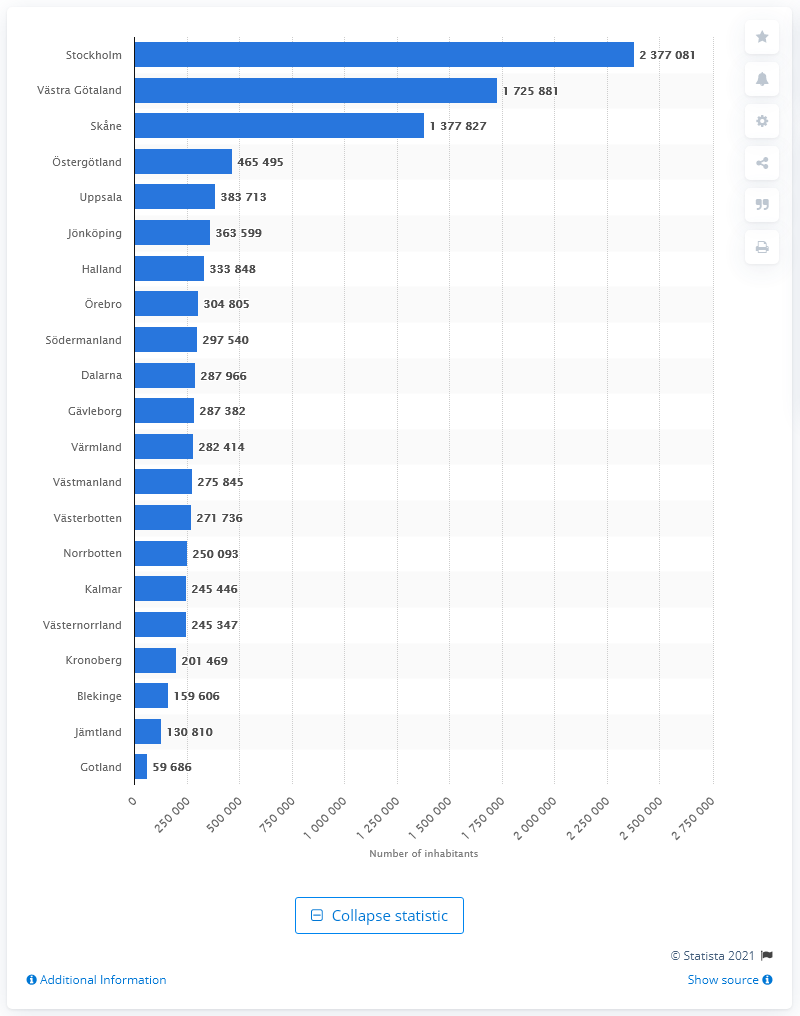 Stockholm 2 377 081
Västra Götaland 1 725 881
Skåne 1 377 827
Östergötland 465 495
Uppsala 383 713
Jönköping 363 599
Halland 333 848
Örebro 304 805
Södermanland 297 540
Dalarna 287 966
Gävleborg 287 382
Värmland 282 414
Västmanland 275 845
Västerbotten 271 736
Norrbotten 250 093
Kalmar 245 446
Västernorrland 245 347
Kronoberg 201 469
Blekinge 159 606
Jämtland 130 810
Gotland 59 686
0 250 000 500 000 750 000 1 000 000 1 250 000 1 500 000 1 750 000 2 000 000 2 250 000 2 500 000 2 750 000
Number of inhabitants
Collapse statistic
© Statista 2021
Additional Information Show source